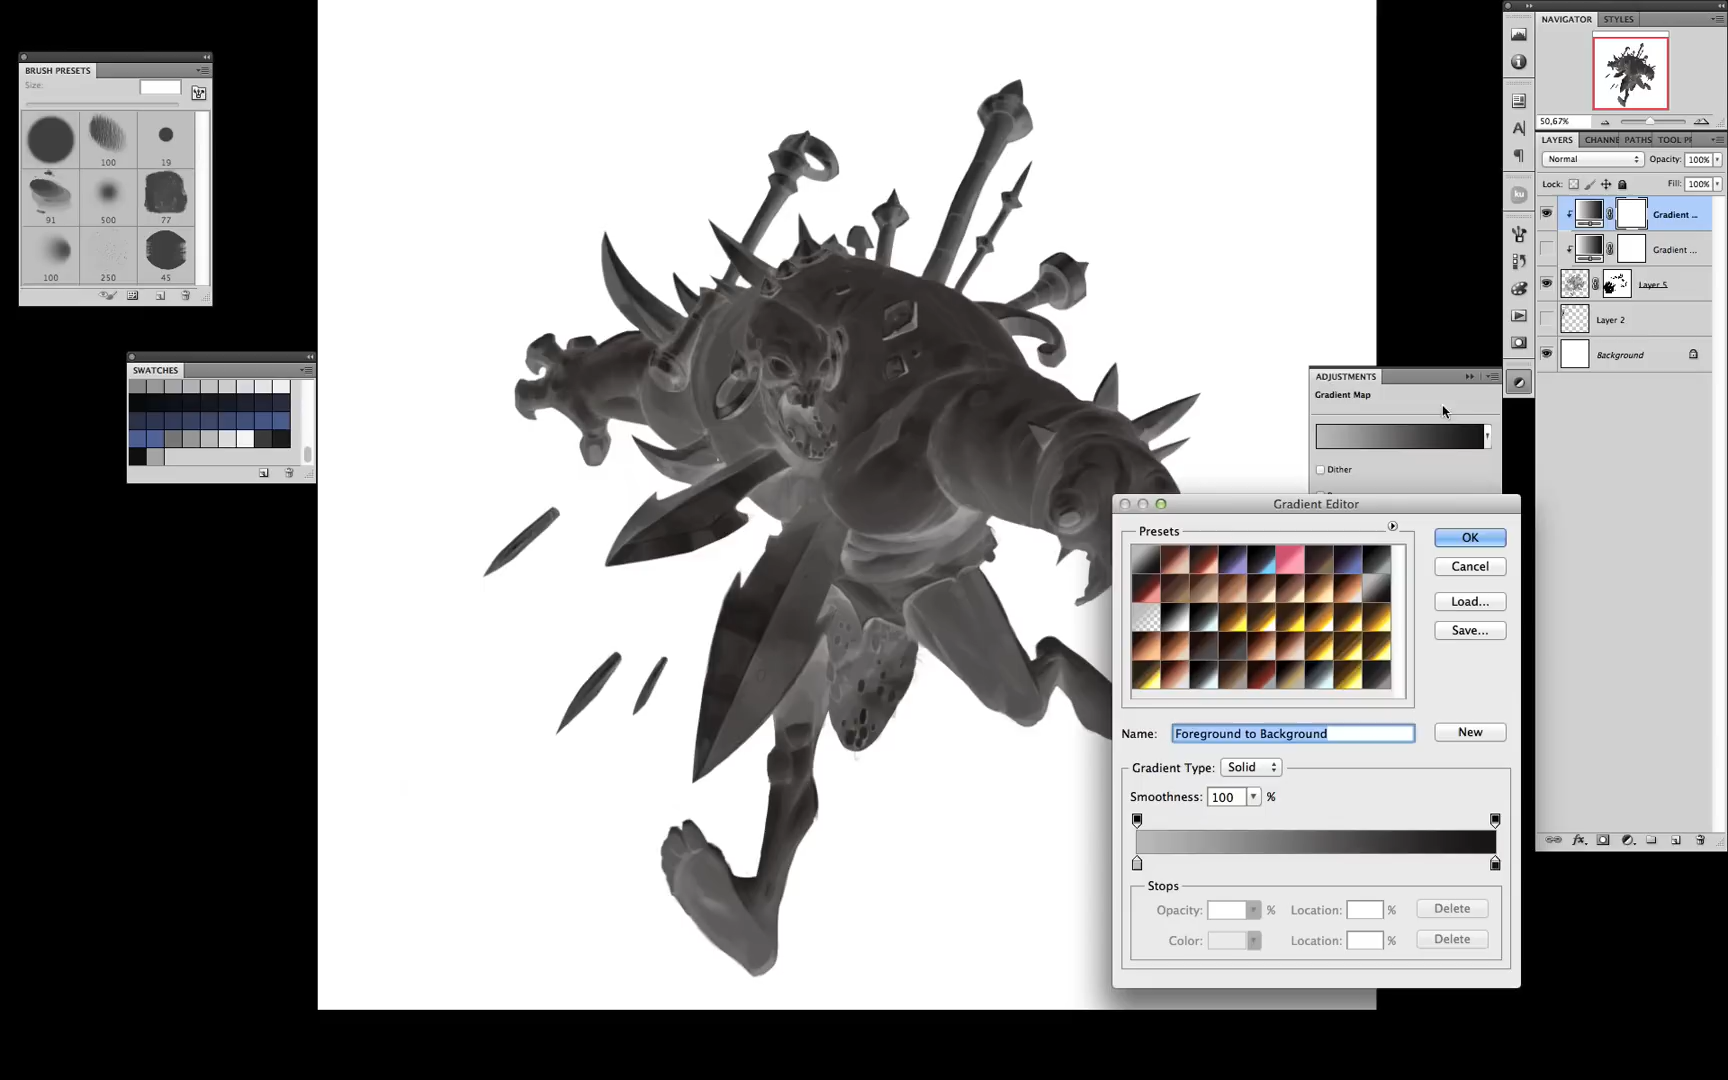 BRUSH PRESETS
Size:
100
19
91
500
77
100
250
45
SWATCHES
NAVIGATOR
STYLES
50,67%
LAYERS
CHANNE
PATHS
TOOL P
Normal
Opacity:
100%
Lock:
Fill:
100%
Gradient ...
Gradient ...
Layer 5
Layer 2
Background
ku
ADJUSTMENTS
Gradient Map
Dither
Gradient Editor
Presets
OK
Cancel
Load...
Save...
Name:
Foreground to Background
New
Gradient Type:
Solid
Smoothness:
100
%
Stops
Opacity:
%
Location:
%
Delete
Color:
Location:
%
Delete